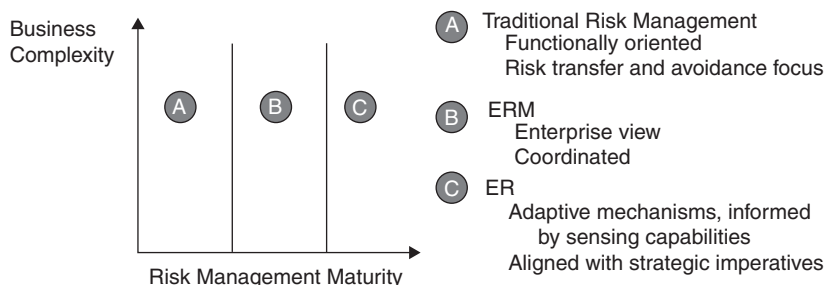 Business
Complexity
A
B
C
Risk Management Maturity
A Traditional Risk Management
Functionally oriented
Risk transfer and avoidance focus
B ERM
Enterprise view
Coordinated
C ER
Adaptive mechanisms, informed
by sensing capabilities
Aligned with strategic imperatives